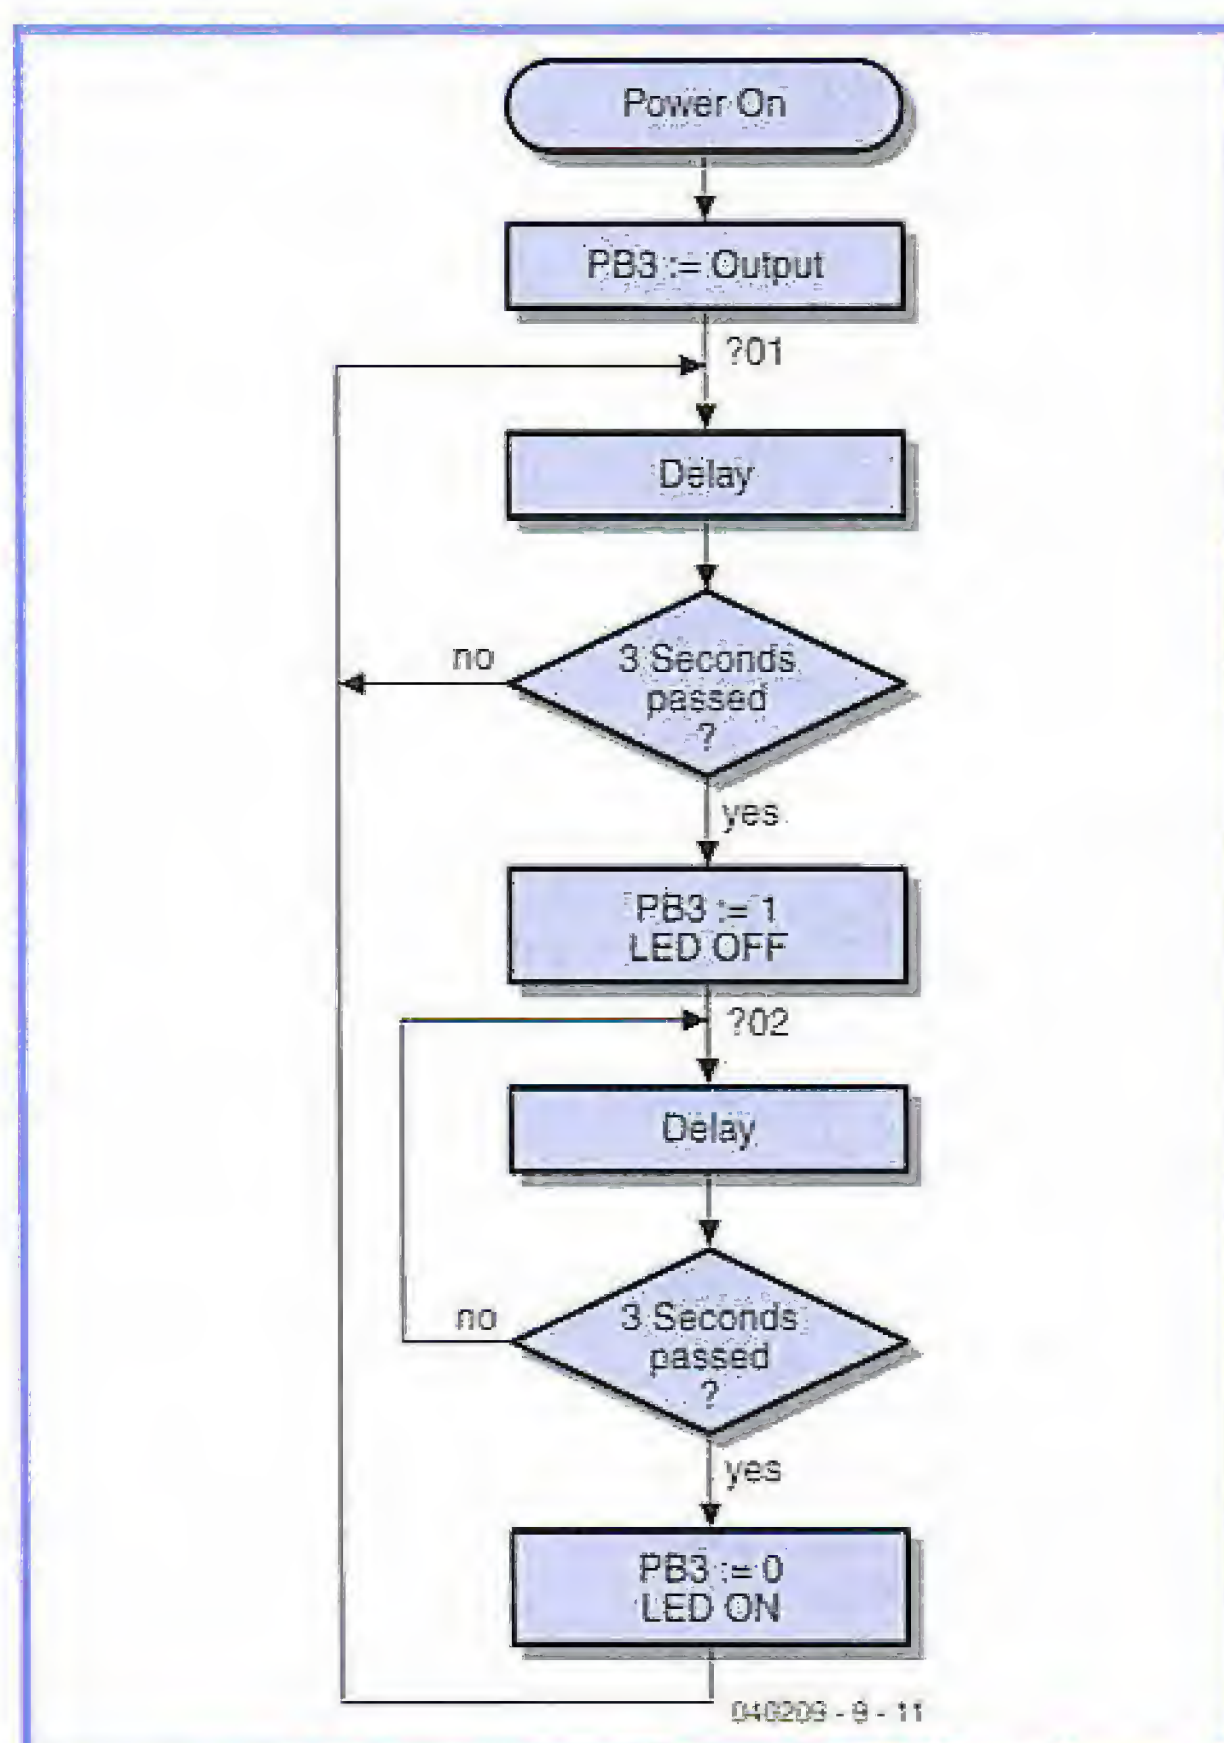 Power On
PB3 := Output
?01
Delay
no
3 Seconds
passed
?
yes
PB3 := 1
LED OFF
?02
Delay
no
3 Seconds
passed
?
yes
PB3 := 0
LED ON
040209 - 9 - 11